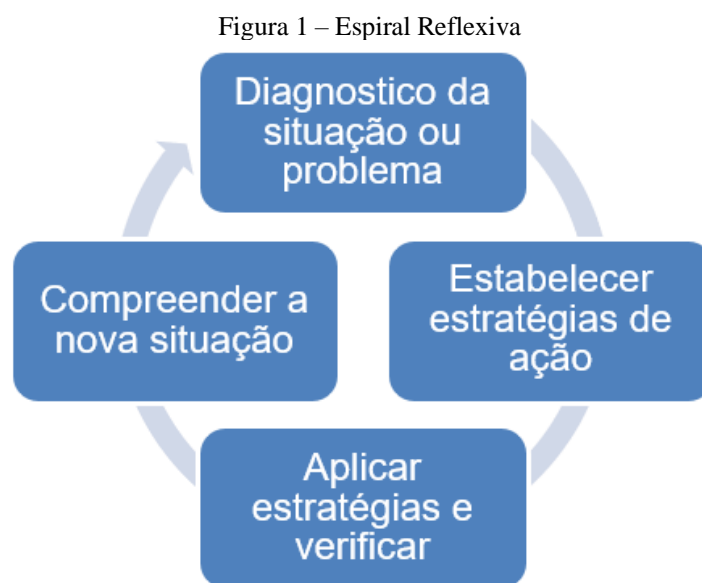 Figura 1 – Espiral Reflexiva
Diagnostico da
situação ou
problema
Estabelecer
estratégias de
ação
Aplicar
estratégias e
verificar
Compreender a
nova situação